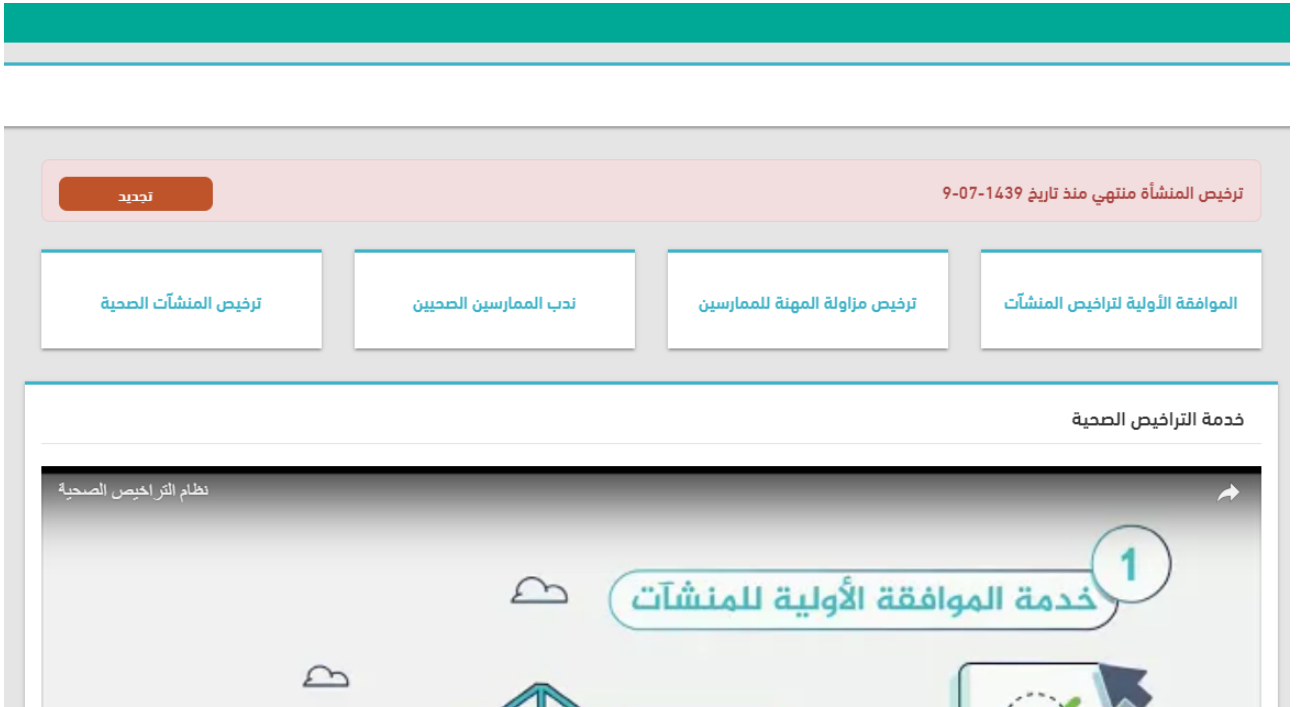 ترخيص المنشأة منتهي منذ تاريخ 1439-07-9
تجديد
الموافقة الأولية لتراخيص المنشآت
ترخيص مزاولة المهنة للممارسين
ندب الممارسين الصحيين
ترخيص المنشآت الصحية
خدمة التراخيص الصحية
نظام التراخيص الصحية
1
خدمة الموافقة الأولية للمنشآت